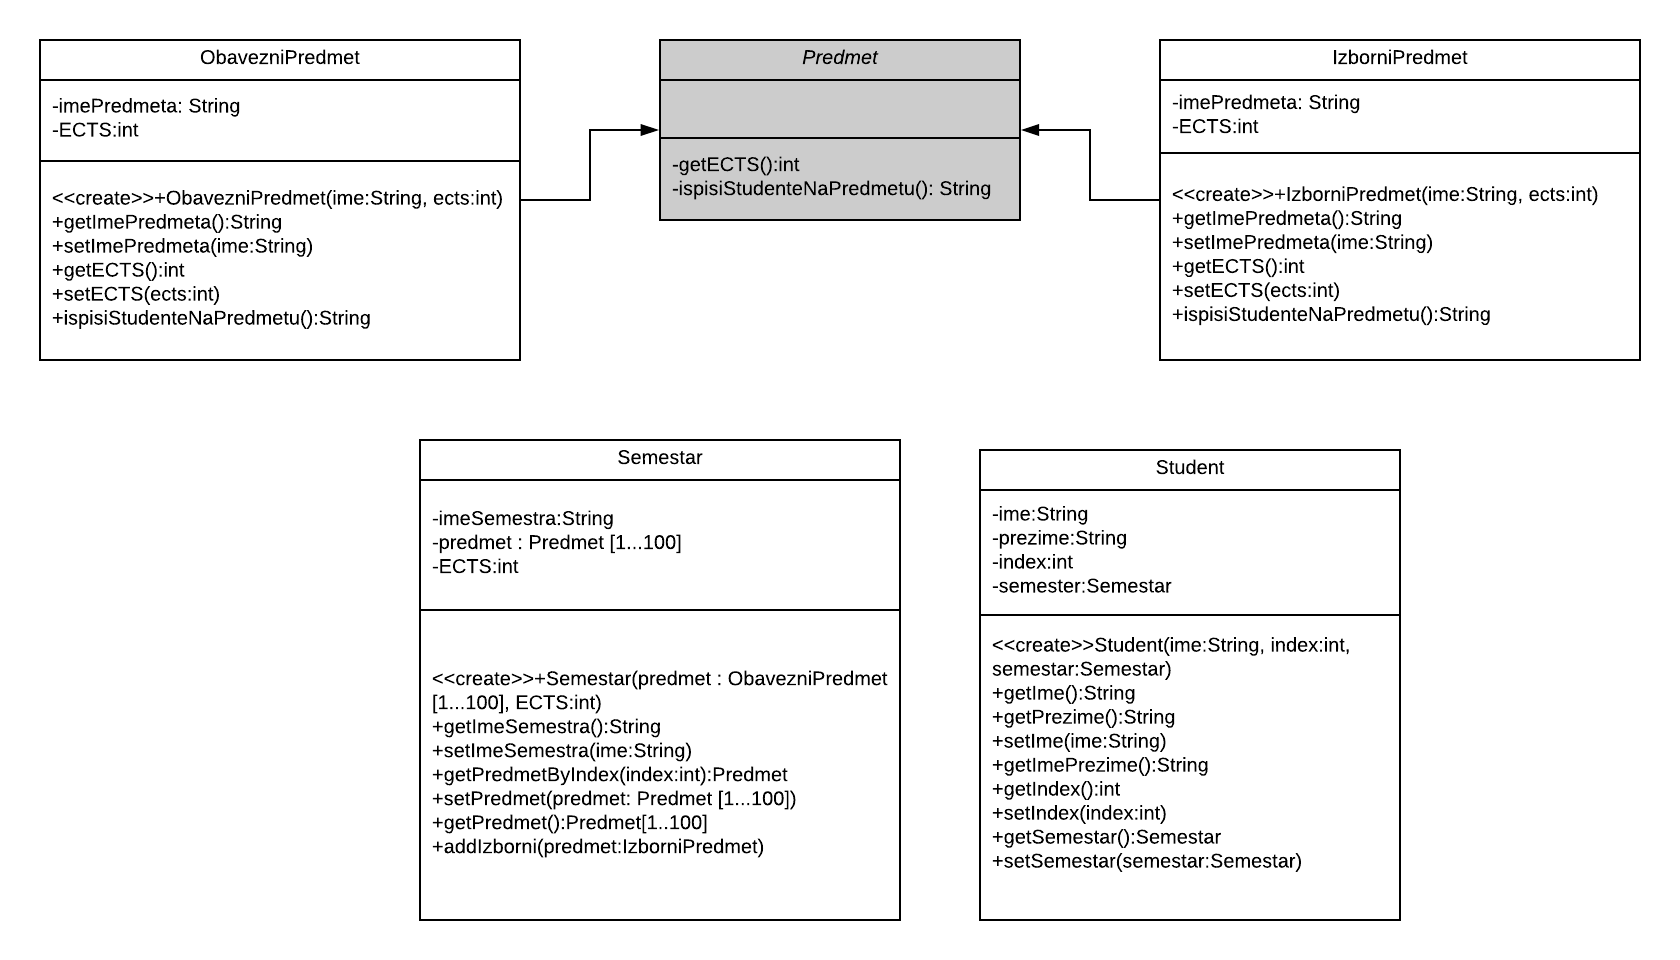 ObavezniPredmet
-imePredmeta: String
-ECTS:int
<<create>>+ObavezniPredmet(ime:String, ects:int)
+getImePredmeta():String
+setImePredmeta(ime:String)
+getECTS():int
+setECTS(ects:int)
+ispisiStudenteNaPredmetu():String
Predmet
-getECTS():int
-ispisiStudenteNaPredmetu(): String
IzborniPredmet
-imePredmeta: String
-ECTS:int
<<create>>+IzborniPredmet(ime:String, ects:int)
+getImePredmeta():String
+setImePredmeta(ime:String)
+getECTS():int
+setECTS(ects:int)
+ispisiStudenteNaPredmetu():String
Semestar
-imeSemestra:String
-predmet : Predmet [1...100]
-ECTS:int
<<create>>+Semestar(predmet : ObavezniPredmet
[1...100], ECTS:int)
+getImeSemestra():String
+setImeSemestra(ime:String)
+getPredmetByIndex(index:int):Predmet
+setPredmet(predmet: Predmet [1...100])
+getPredmet():Predmet[1..100]
+addIzborni(predmet:IzborniPredmet)
Student
-ime:String
-prezime:String
-index:int
-semester:Semestar
<<create>>Student(ime:String, index:int,
semestar:Semestar)
+getIme():String
+getPrezime():String
+setIme(ime:String)
+getImePrezime():String
+getIndex():int
+setIndex(index:int)
+getSemestar():Semestar
+setSemestar(semestar:Semestar)